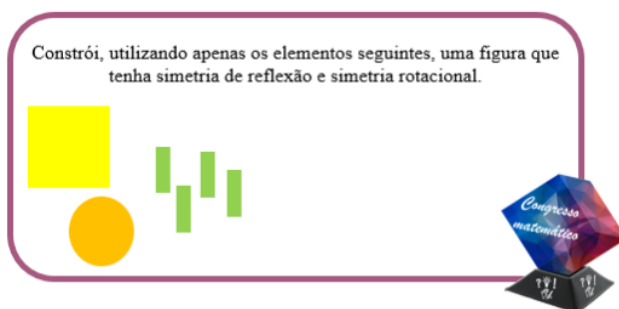 Constrói, utilizando apenas os elementos seguintes, uma figura que
tenha simetria de reflexão e simetria rotacional.
Congresso
matemático